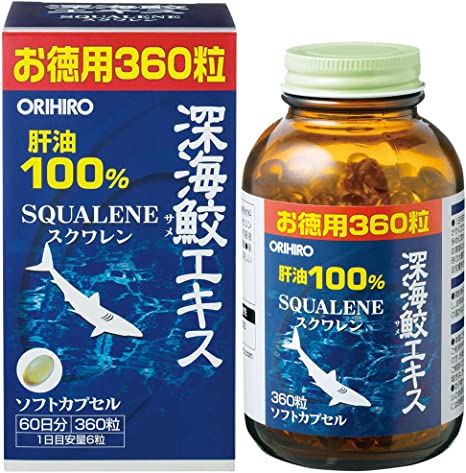 お徳用360粒
ORIHIRO
肝油
100%
SQUALENE
スクワレン
深海鮫エキス
サメ
ソフトカプセル
60日分 360粒
1日目安量6粒
お徳用360粒
ORIHIRO
肝油100%
SQUALENE
スクワレン
深海鮫エキス
サメ
360粒
ソフトカプセル